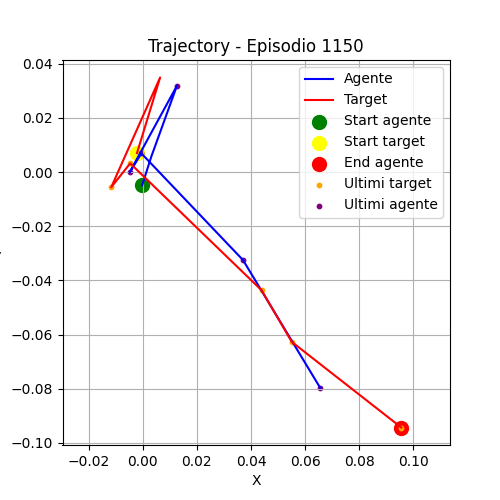 Trajectory - Episodio 1150
0.04
0.02
0.00
−0.02
−0.04
−0.06
−0.08
−0.10
−0.02
0.00
0.02
0.04
0.06
0.08
0.10
X
Agente
Target
Start agente
Start target
End agente
Ultimi target
Ultimi agente